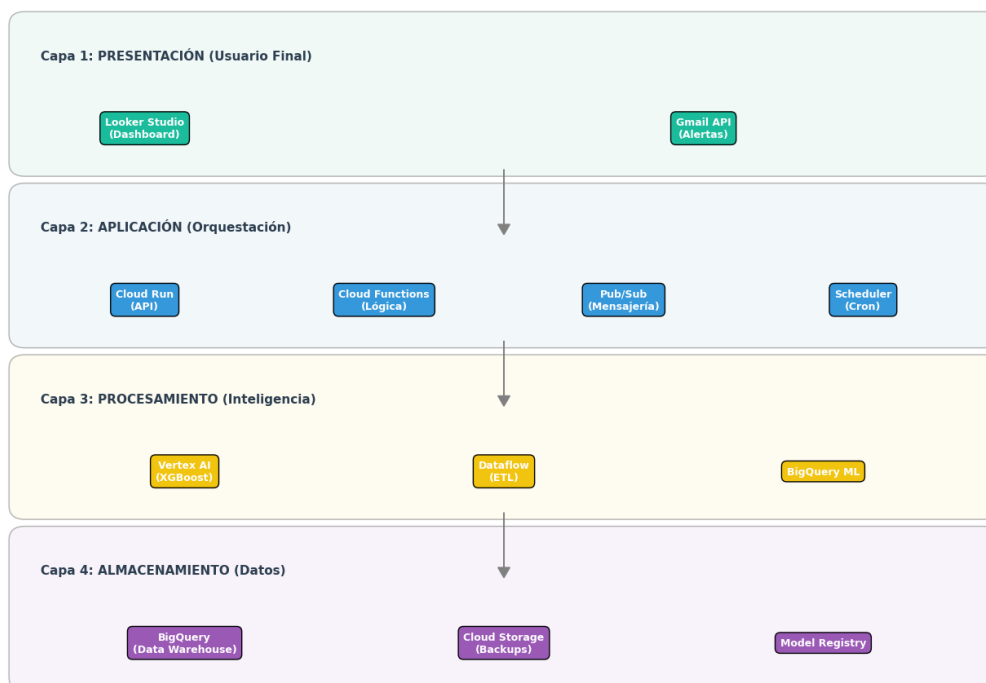 Capa 1: PRESENTACIÓN (Usuario Final)
Looker Studio
(Dashboard)
Gmail API
(Alertas)
Capa 2: APLICACIÓN (Orquestación)
Cloud Run
(API)
Cloud Functions
(Lógica)
Pub/Sub
(Mensajería)
Scheduler
(Cron)
Capa 3: PROCESAMIENTO (Inteligencia)
Vertex AI
(XGBoost)
Dataflow
(ETL)
BigQuery ML
Capa 4: ALMACENAMIENTO (Datos)
BigQuery
(Data Warehouse)
Cloud Storage
(Backups)
Model Registry